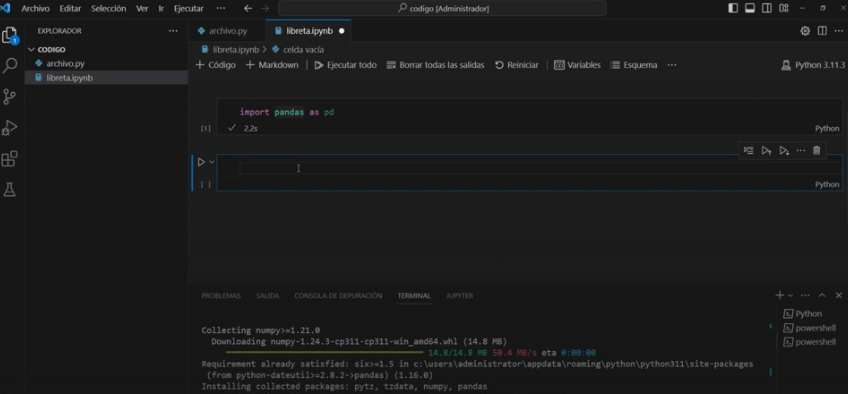 Archivo Editar Selección Ver Ir Ejecutar ··· codigo [Administrador]
EXPLORADOR ···
archivo.py libreta.ipynb
CODIGO
libreta.ipynb > celda vacía
archivo.py
+ Código + Markdown Ejecutar todo Borrar todas las salidas Reiniciar Variables Esquema ··· Python 3.11.3
libreta.ipynb
import pandas as pd
[1] 2.2s Python
[ ] Python
PROBLEMAS SALIDA CONSOLA DE DEPURACIÓN TERMINAL JUPYTER
Python
powershell
powershell
Collecting numpy>=1.21.0
Downloading numpy-1.24.3-cp311-cp311-win_amd64.whl (14.8 MB)
14.8/14.8 MB 50.4 MB/s eta 0:00:00
Requirement already satisfied: six>=1.5 in c:\users\administrator\appdata\roaming\python\python311\site-packages
(from python-dateutil>=2.8.2->pandas) (1.16.0)
Installing collected packages: pytz, tzdata, numpy, pandas